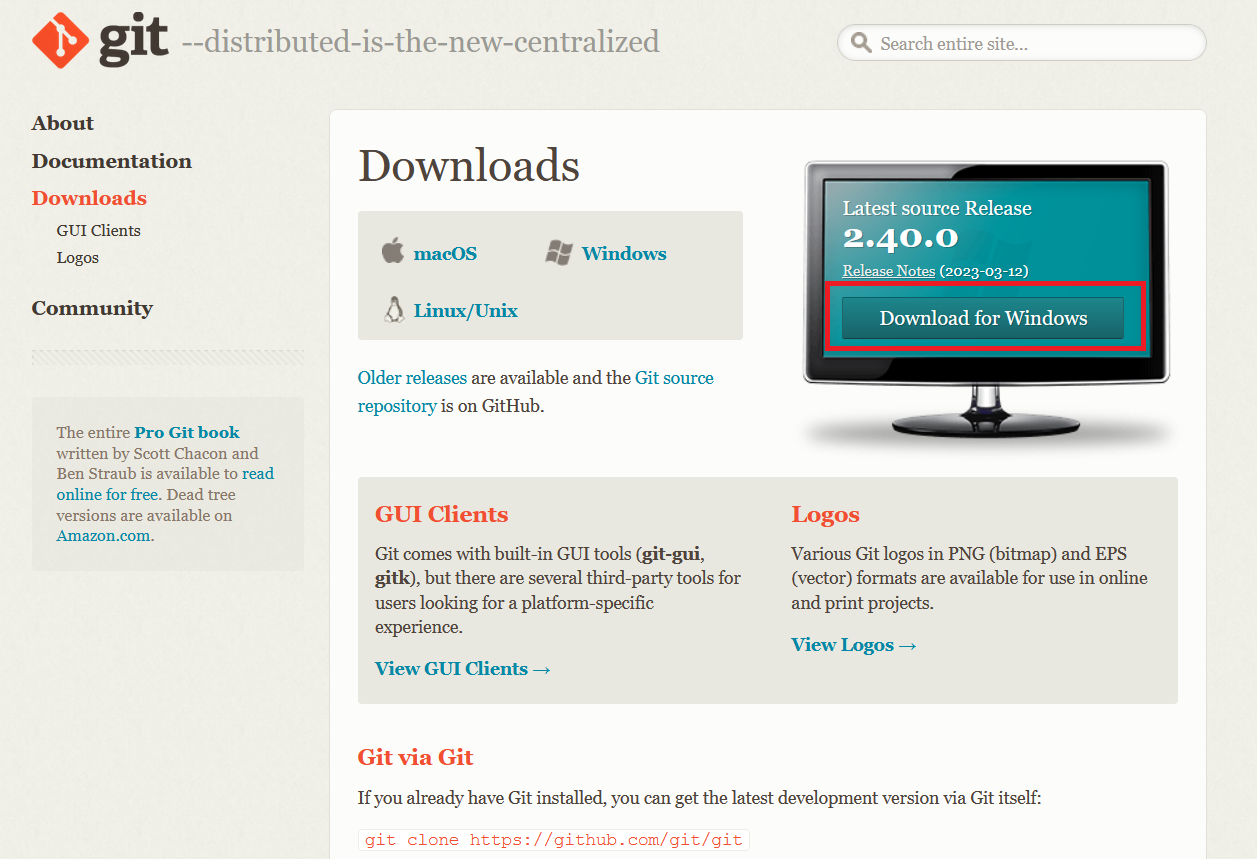 git --distributed-is-the-new-centralized
Search entire site...
About
Documentation
Downloads
GUI Clients
Logos
Community
The entire Pro Git book
written by Scott Chacon and
Ben Straub is available to read
online for free. Dead tree
versions are available on
Amazon.com.
Downloads
macOS
Windows
Linux/Unix
Older releases are available and the Git source
repository is on GitHub.
Latest source Release
2.40.0
Release Notes (2023-03-12)
Download for Windows
GUI Clients
Git comes with built-in GUI tools (git-gui,
gitk), but there are several third-party tools for
users looking for a platform-specific
experience.
View GUI Clients →
Logos
Various Git logos in PNG (bitmap) and EPS
(vector) formats are available for use in online
and print projects.
View Logos →
Git via Git
If you already have Git installed, you can get the latest development version via Git itself:
git clone https://github.com/git/git